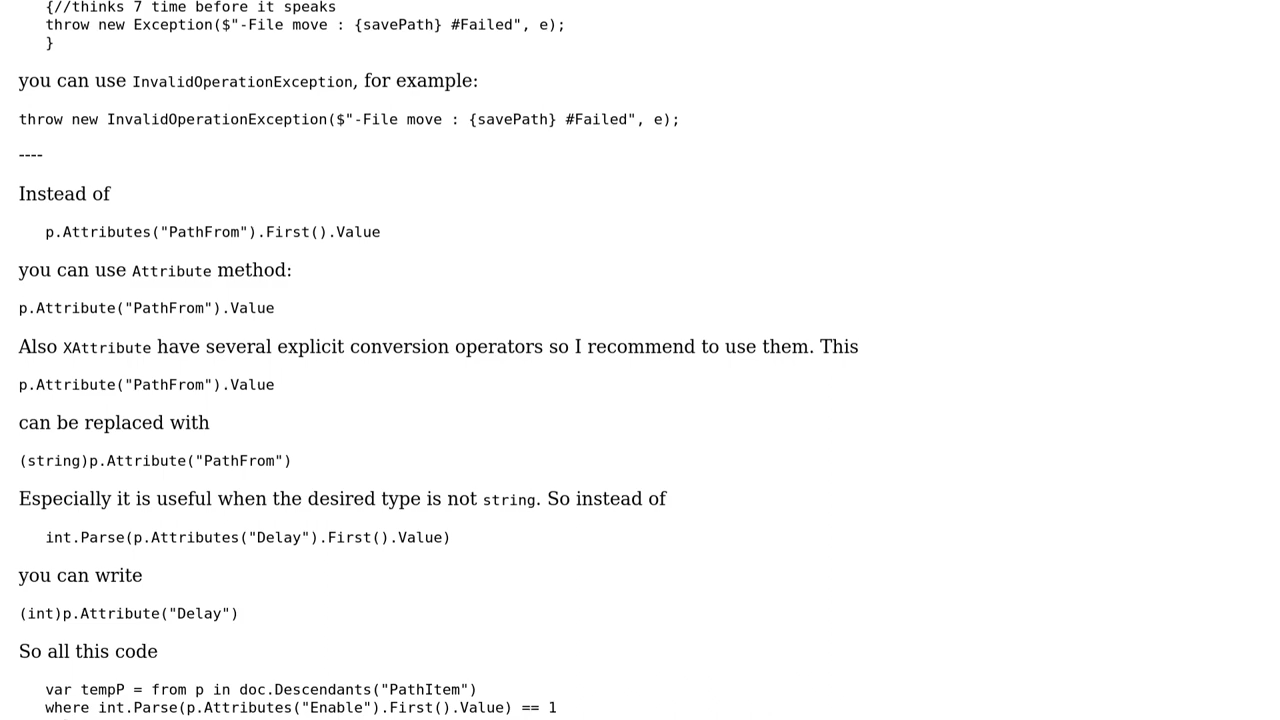 {//thinks 7 time before it speaks
throw new Exception($"-File move : {savePath} #Failed", e);
}
you can use InvalidOperationException, for example:
throw new InvalidOperationException($"-File move : {savePath} #Failed", e);
----
Instead of
p.Attributes("PathFrom").First().Value
you can use Attribute method:
p.Attribute("PathFrom").Value
Also XAttribute have several explicit conversion operators so I recommend to use them. This
p.Attribute("PathFrom").Value
can be replaced with
(string)p.Attribute("PathFrom")
Especially it is useful when the desired type is not string. So instead of
int.Parse(p.Attributes("Delay").First().Value)
you can write
(int)p.Attribute("Delay")
So all this code
var tempP = from p in doc.Descendants("PathItem")
where int.Parse(p.Attributes("Enable").First().Value) == 1